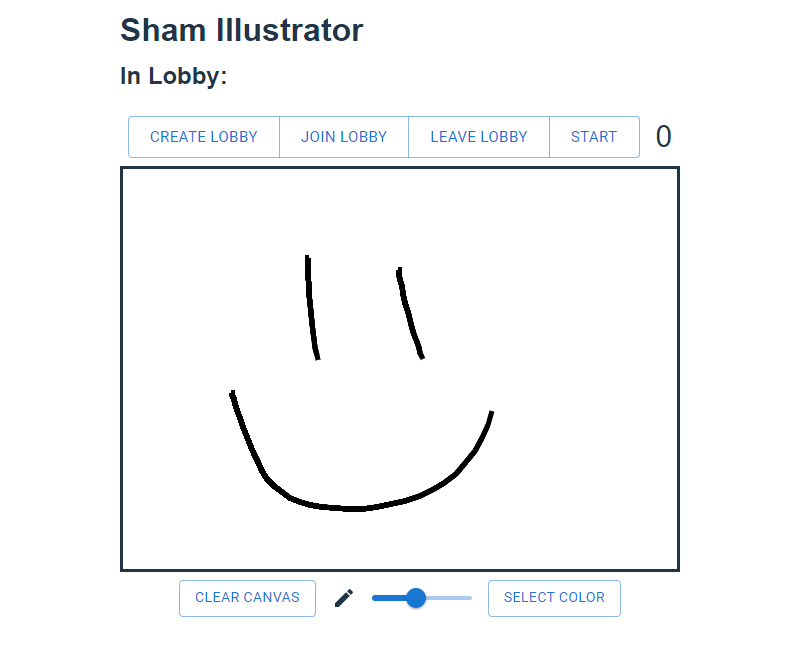 Sham Illustrator
In Lobby:
CREATE LOBBY JOIN LOBBY LEAVE LOBBY START 0
CLEAR CANVAS SELECT COLOR